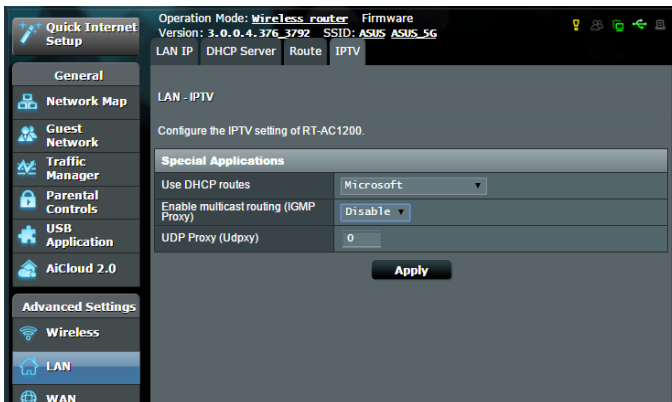 Quick Internet
Setup
Operation Mode: Wireless router Firmware
Version: 3.0.0.4.376_3792 SSID: ASUS ASUS_5G
LAN IP DHCP Server Route IPTV
General
Network Map
Guest
Network
Traffic
Manager
Parental
Controls
USB
Application
AiCloud 2.0
Advanced Settings
Wireless
LAN
WAN
LAN - IPTV
Configure the IPTV setting of RT-AC1200.
Special Applications
Use DHCP routes Microsoft
Enable multicast routing (IGMP
Proxy) Disable
UDP Proxy (Udpxy) 0
Apply